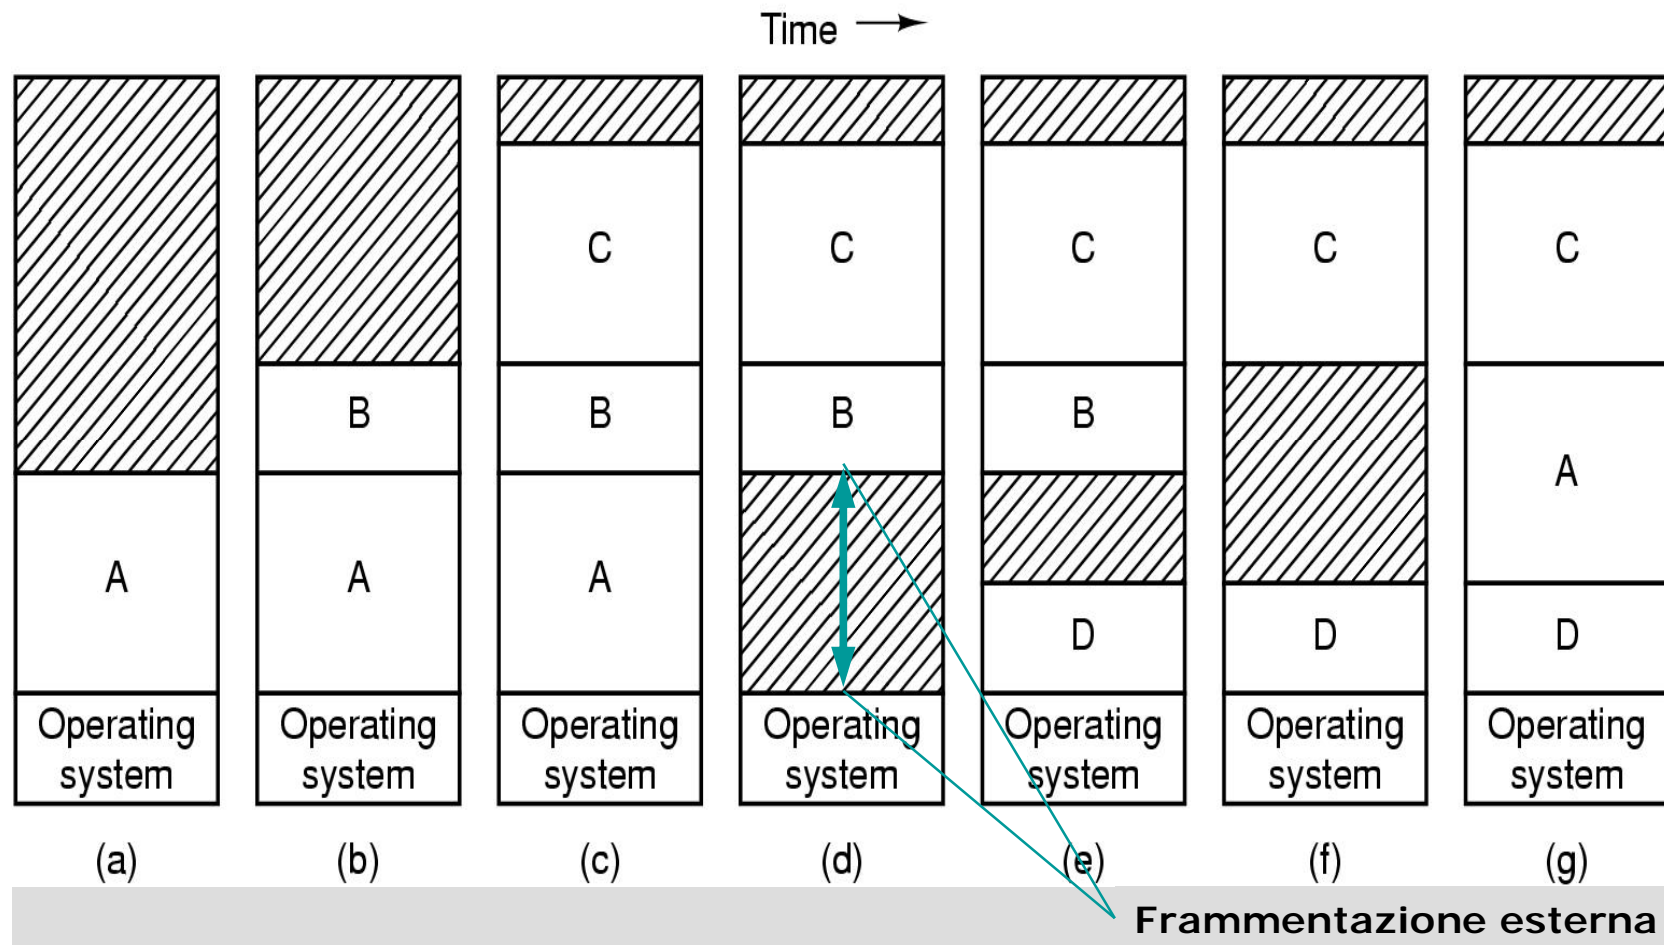 Time
C
C
C
C
C
B
B
B
B
A
A
A
A
D
D
D
Operating
system
Operating
system
Operating
system
Operating
system
Operating
system
Operating
system
Operating
system
(a)
(b)
(c)
(d)
(e)
(f)
(g)
Frammentazione esterna